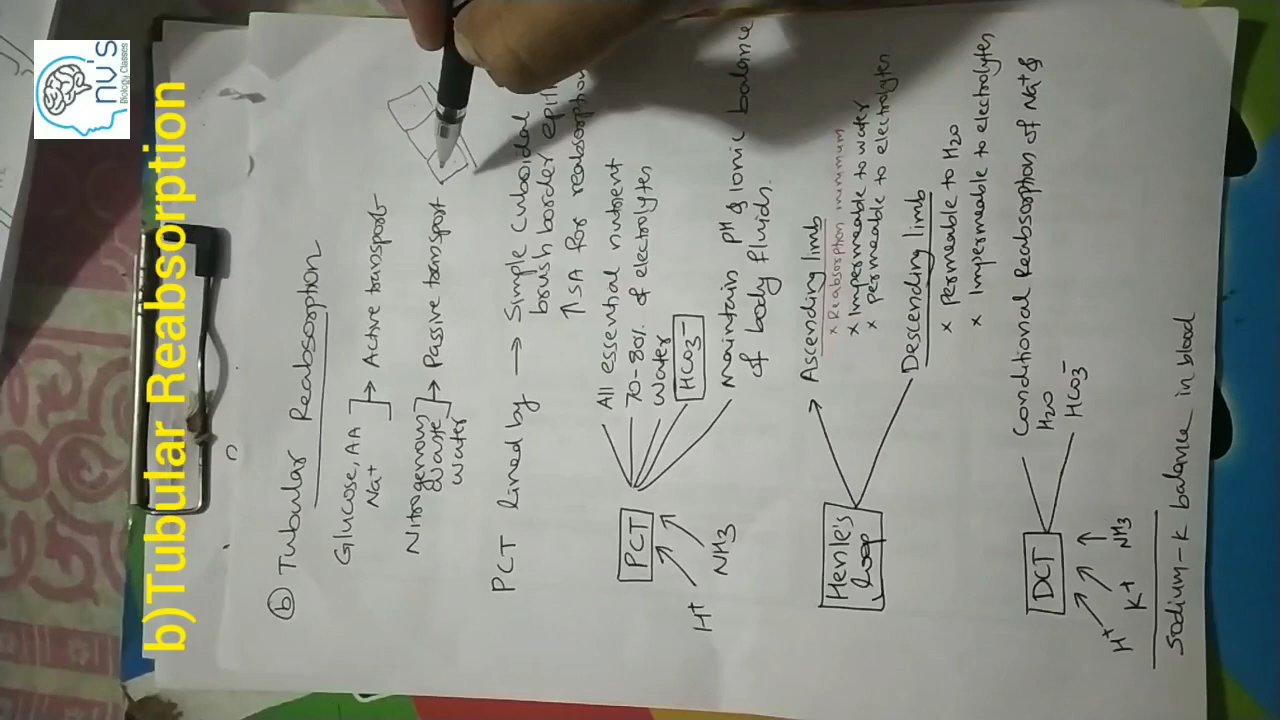 nv's
Biology Classes
b)Tubular Reabsorption
(b) Tubular Reabsorption
Glucose, AA
Na+
→ Active transport
Nitrogenous
waste
water
→ Passive transport
PCT lined by → Simple cuboidal
brush border
↑SA for reabsorption
PCT
H+
NH3
All essential nutrient
70-80% of electrolytes
water
HCO3-
maintain pH & ionic balance
of body fluids.
Henle's
loop
Ascending limb
x Reabsorption
x Impermeable to water
x permeable to electrolytes
Descending limb
x permeable to H2O
x Impermeable to electrolytes
DCT
H+
K+
NH3
Conditional Reabsorption of Na+ &
H2O
HCO3-
Sodium-K balance in blood